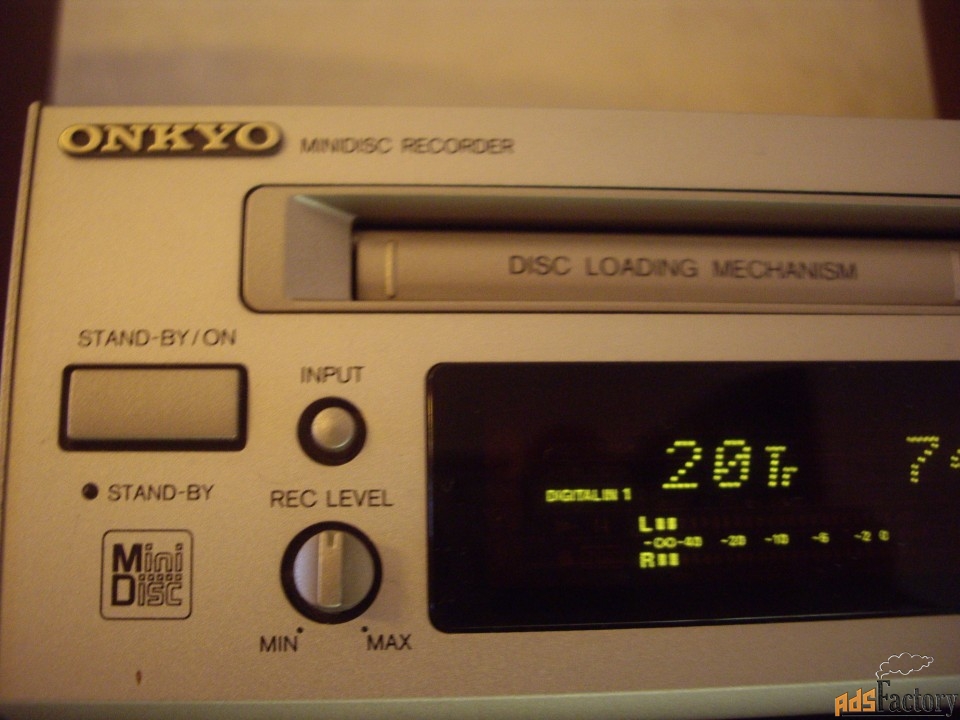 ONKYO MINIDISC RECORDER
DISC LOADING MECHANISM
STAND-BY/ON
INPUT
20Tr
DIGITAL IN 1
STAND-BY
REC LEVEL
L
-∞-40 -20 -10 -6 -2 0
R
Mini
Disc
MIN MAX
AdsFactory